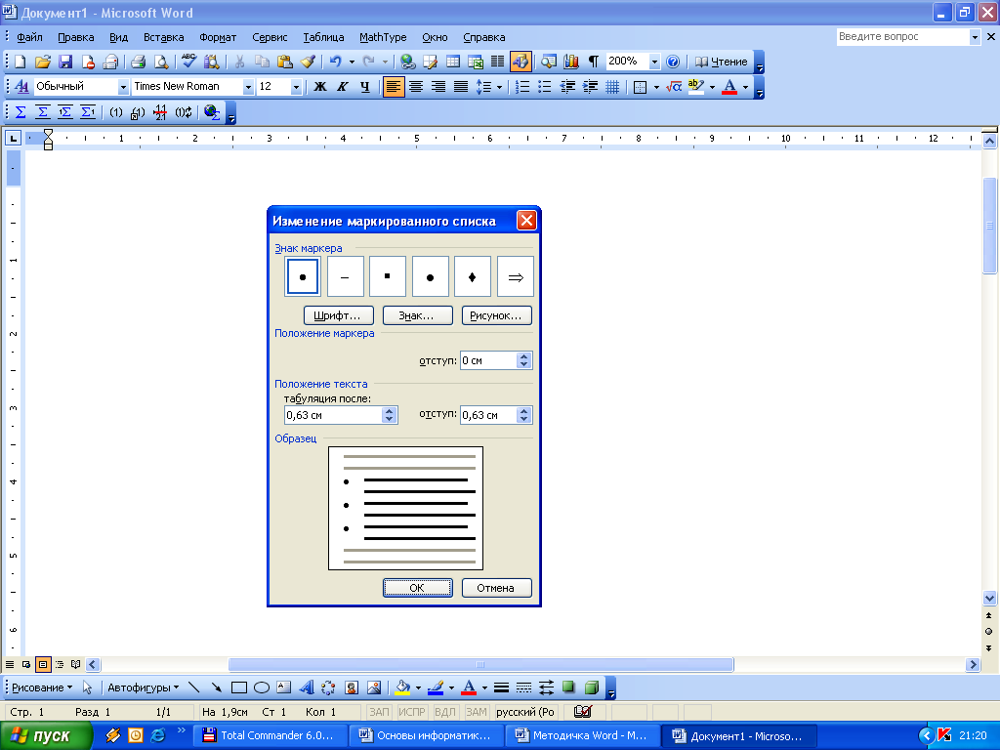 Документ1 - Microsoft Word
Файл Правка Вид Вставка Формат Сервис Таблица MathType Окно Справка Введите вопрос
200% Чтение
Обычный Times New Roman 12 Ж К Ч
1 2 3 4 5 6 7 8 9 10 11 12
Изменение маркированного списка
Знак маркера
Шрифт... Знак... Рисунок...
Положение маркера
отступ: 0 см
Положение текста
табуляция после:
0,63 см отступ: 0,63 см
Образец
ОК Отмена
1
2
3
4
5
6
Рисование Автофигуры
Стр. 1 Разд 1 1/1 На 1,9см Ст 1 Кол 1 ЗАП ИСПР ВДЛ ЗАМ русский (Ро
пуск Total Commander 6.0... Основы информатик... Методичка Word - M... Документ1 - Microso... 21:20